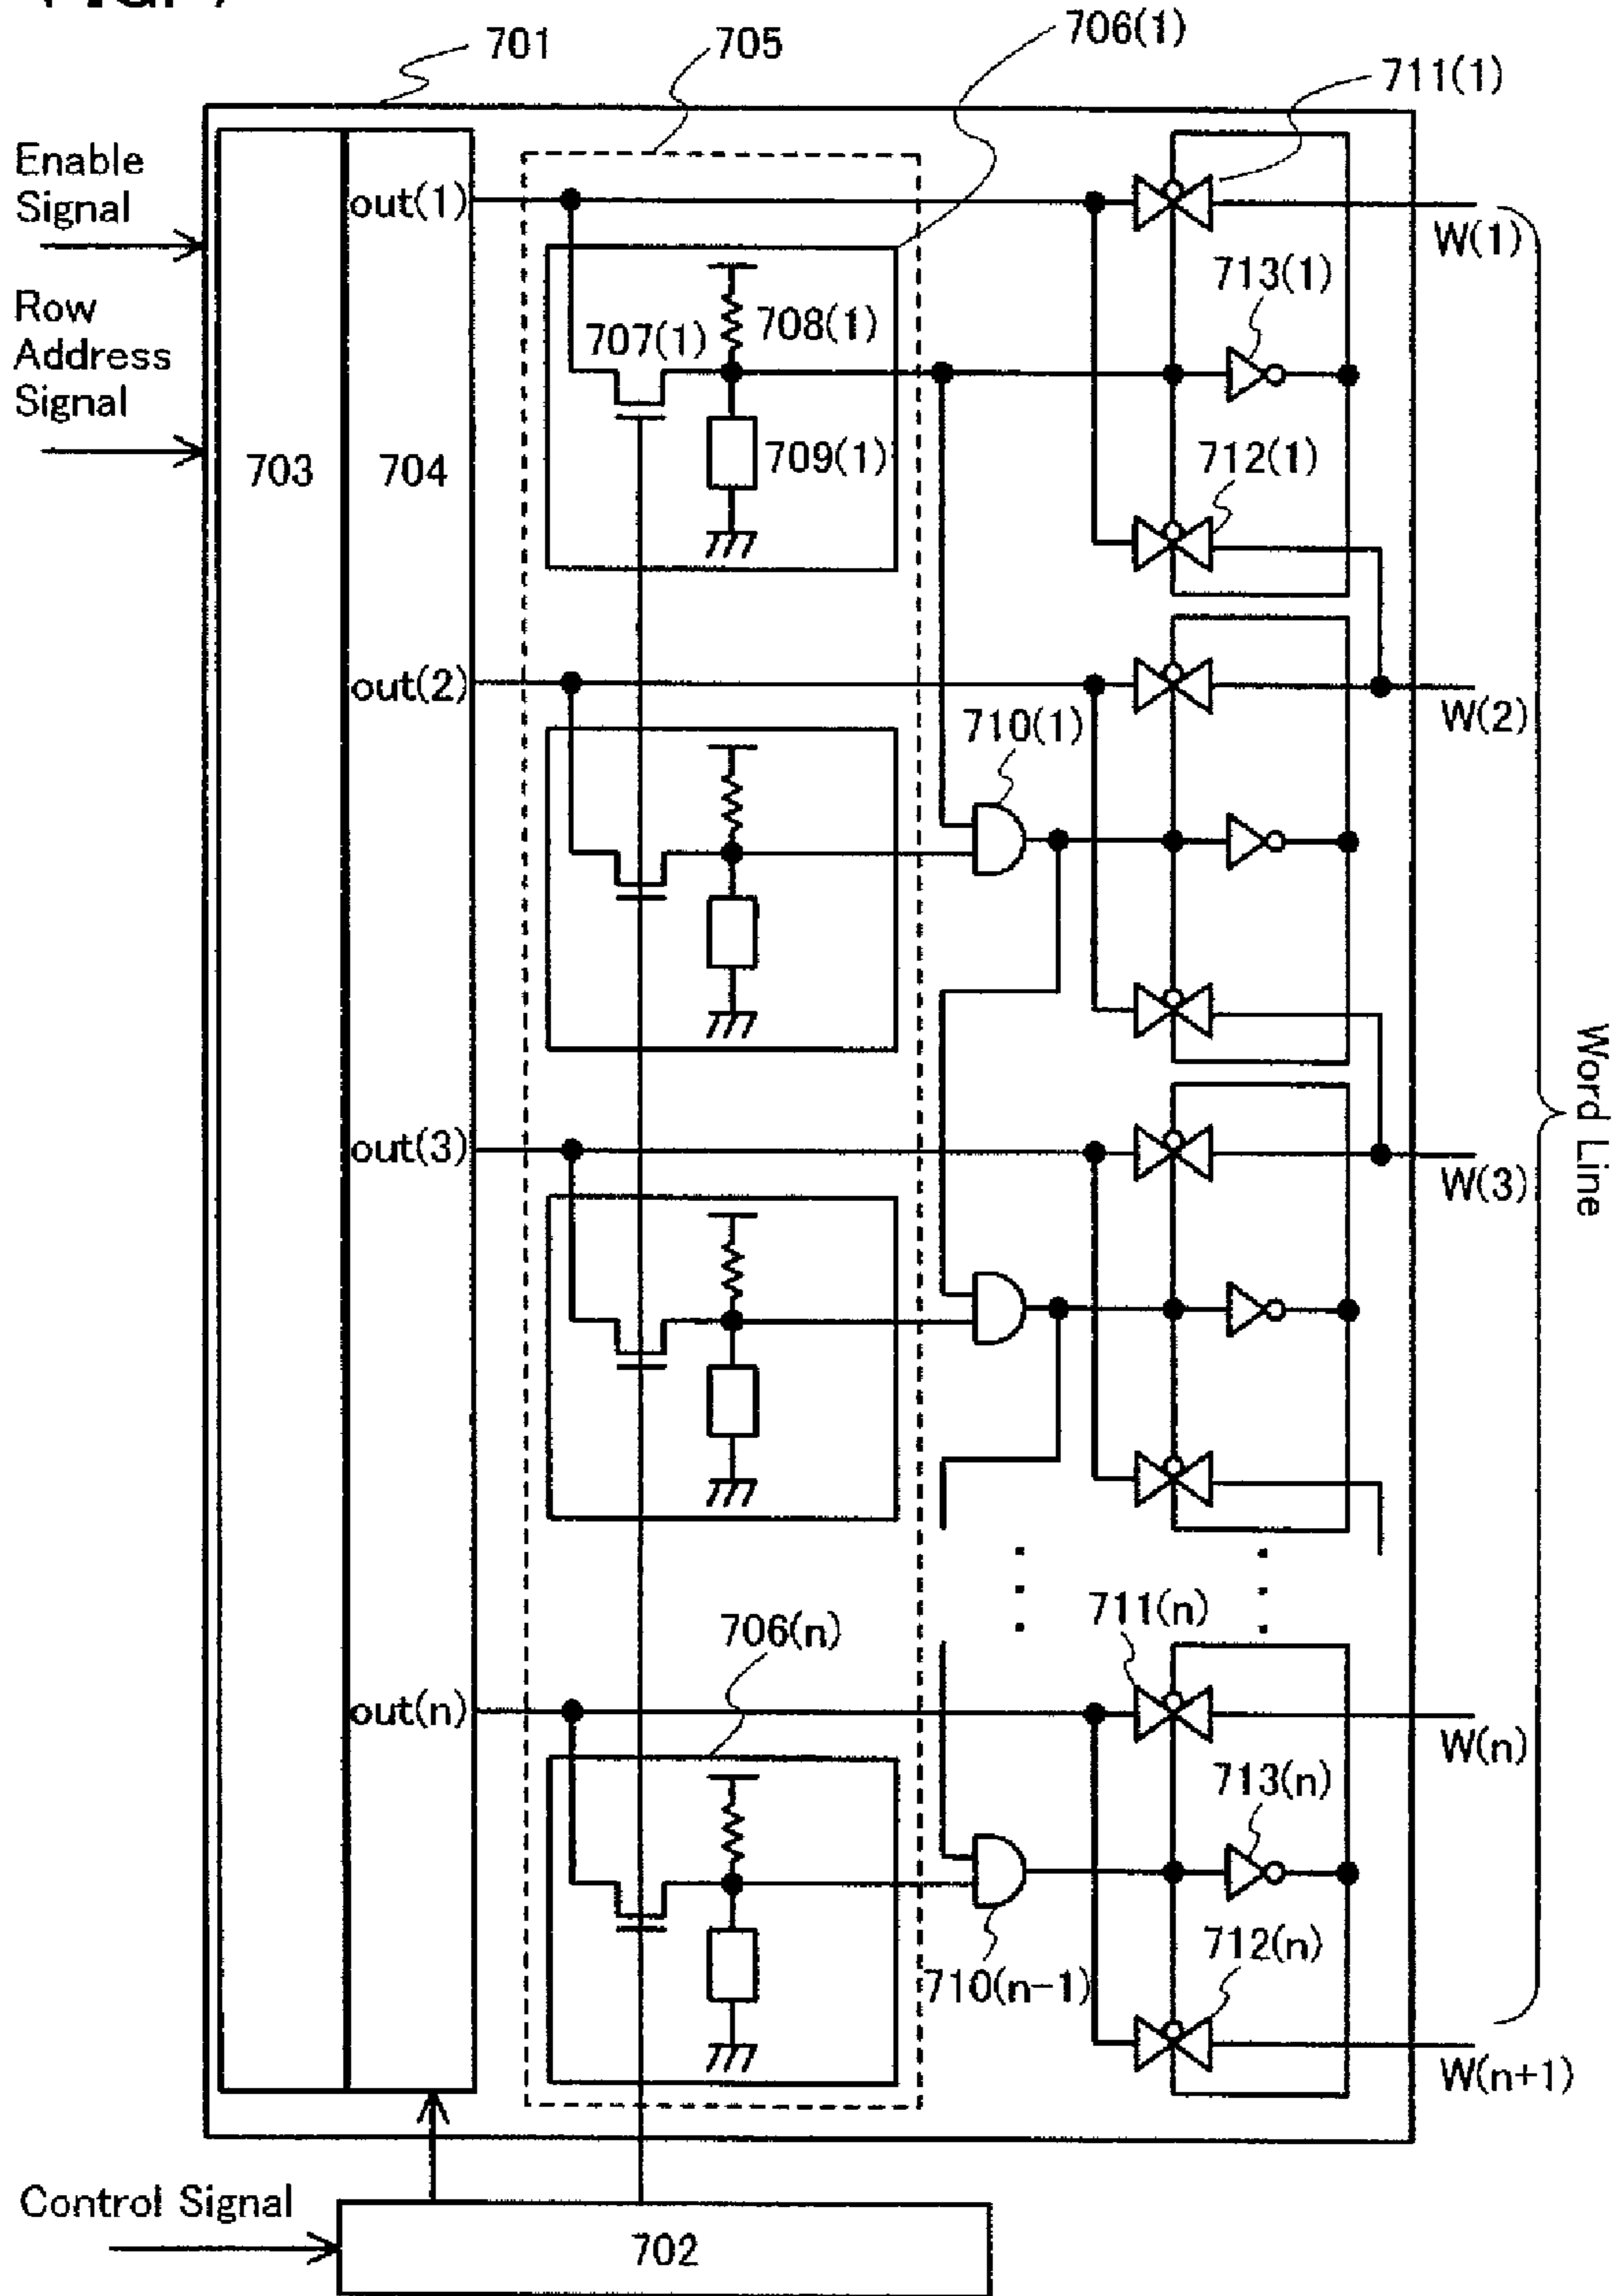 701
705
706(1)
711(1)
Enable
Signal
out(1)
W(1)
713(1)
Row
Address
Signal
707(1)
708(1)
703
704
709(1)
712(1)
out(2)
710(1)
W(2)
Word Line
out(3)
W(3)
711(n)
706(n)
out(n)
W(n)
713(n)
712(n)
710(n-1)
W(n+1)
Control Signal
702